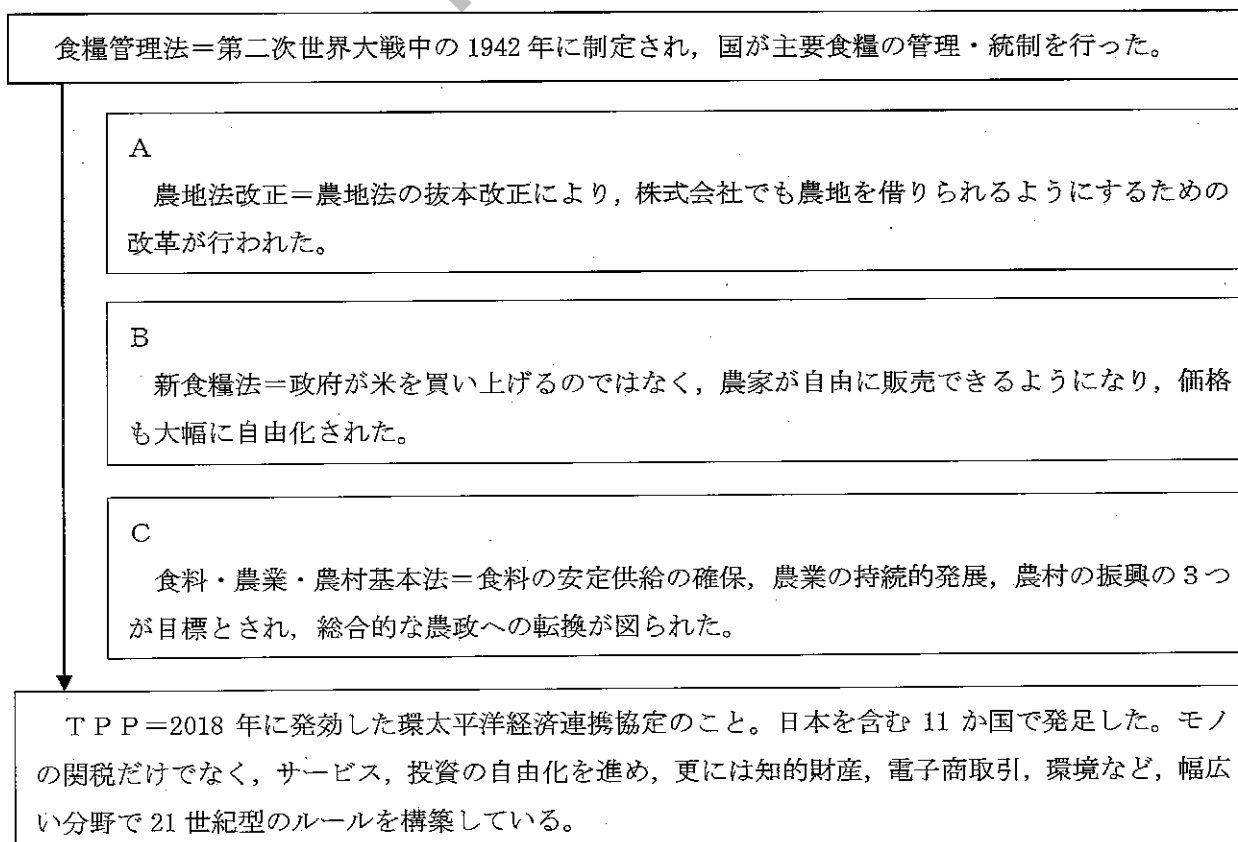 食糧管理法＝第二次世界大戦中の 1942 年に制定され，国が主要食糧の管理・統制を行った。
A
農地法改正＝農地法の抜本改正により，株式会社でも農地を借りられるようにするための
改革が行われた。
B
新食糧法＝政府が米を買い上げるのではなく，農家が自由に販売できるようになり，価格
も大幅に自由化された。
C
食料・農業・農村基本法＝食料の安定供給の確保，農業の持続的発展，農村の振興の３つ
が目標とされ，総合的な農政への転換が図られた。
ＴＰＰ＝2018 年に発効した環太平洋経済連携協定のこと。日本を含む 11 か国で発足した。モノ
の関税だけでなく，サービス，投資の自由化を進め，更には知的財産，電子商取引，環境など，幅広
い分野で 21 世紀型のルールを構築している。